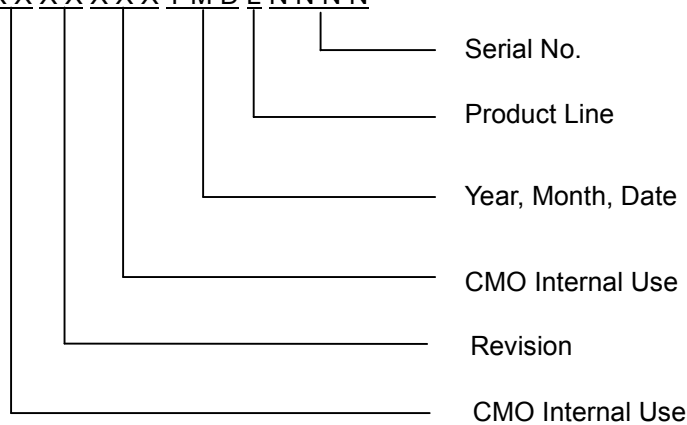 X X X X X X X Y M D L N N N N
Serial No.
Product Line
Year, Month, Date
CMO Internal Use
Revision
CMO Internal Use